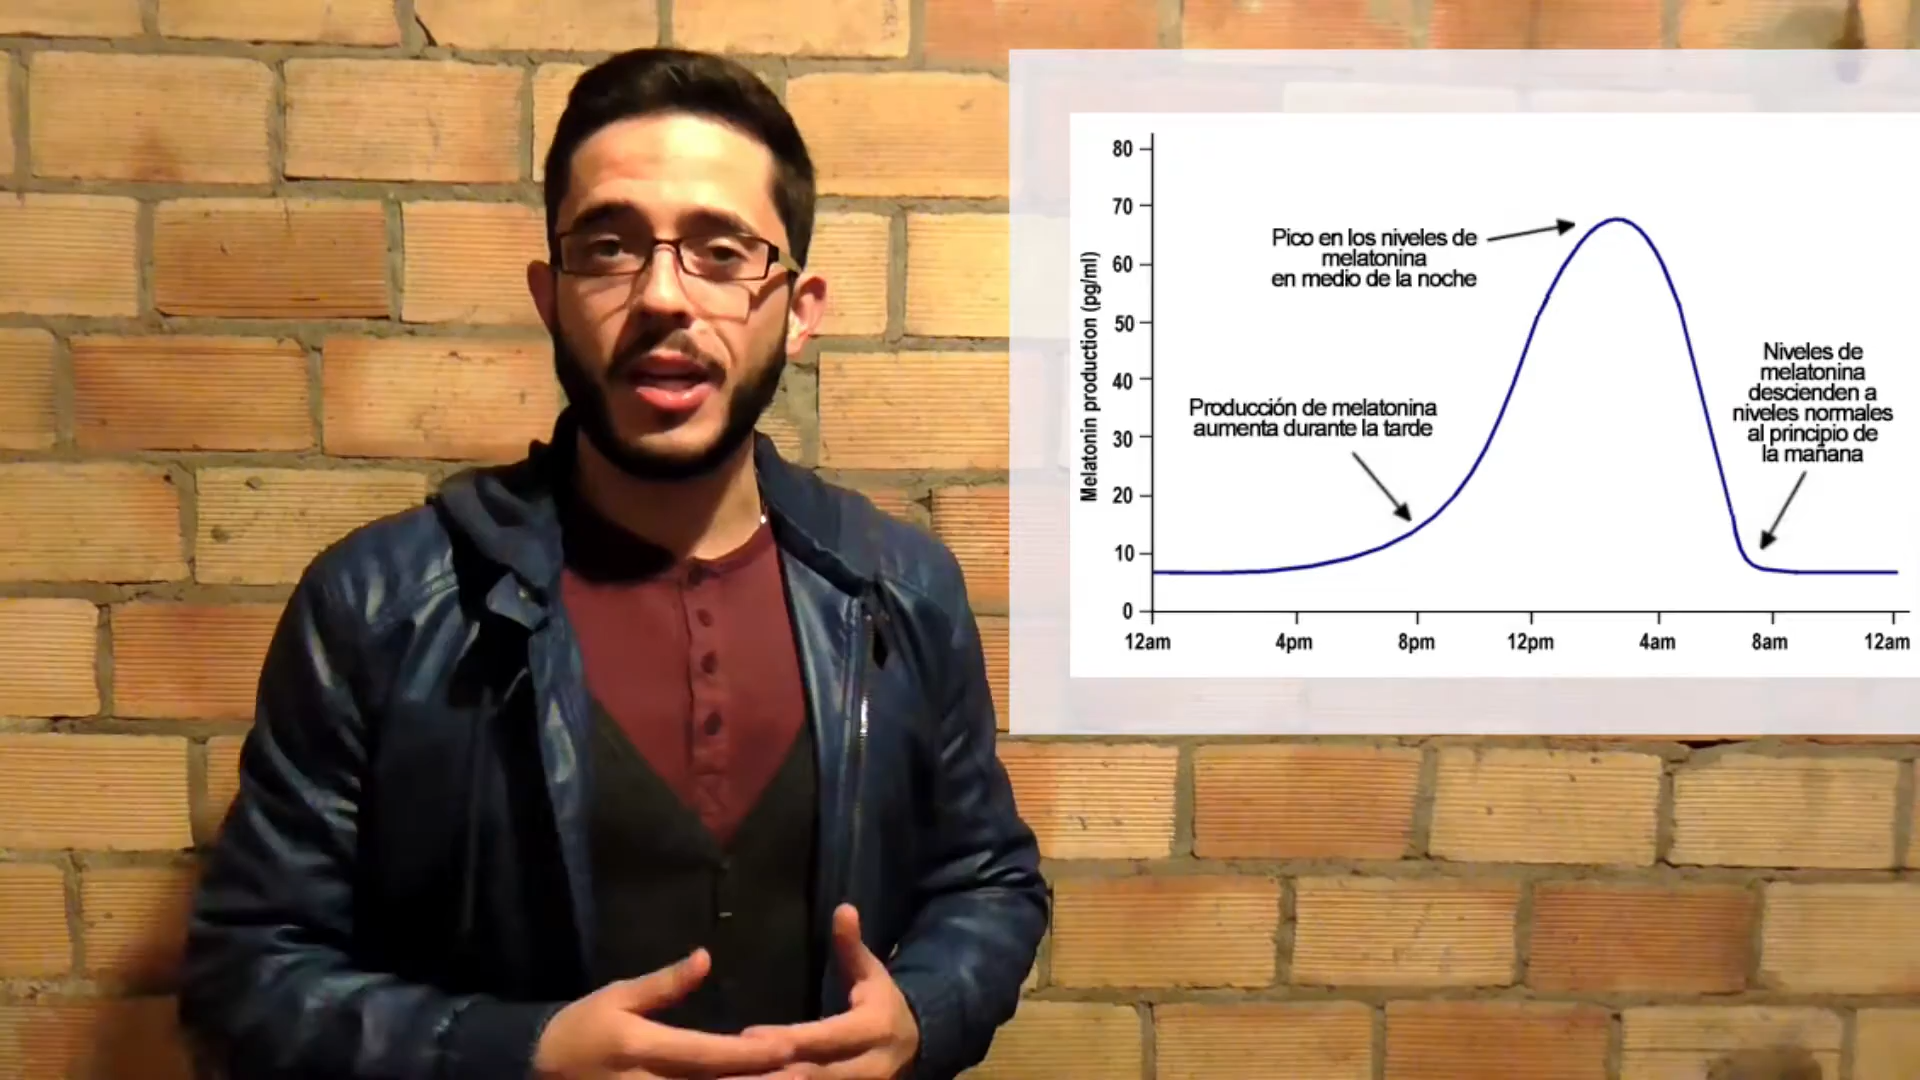 80
70
60
50
40
30
20
10
0
Melatonin production (pg/ml)
Pico en los niveles de
melatonina
en medio de la noche
Producción de melatonina
aumenta durante la tarde
Niveles de
melatonina
descienden a
niveles normales
al principio de
la mañana
12am 4pm 8pm 12pm 4am 8am 12am